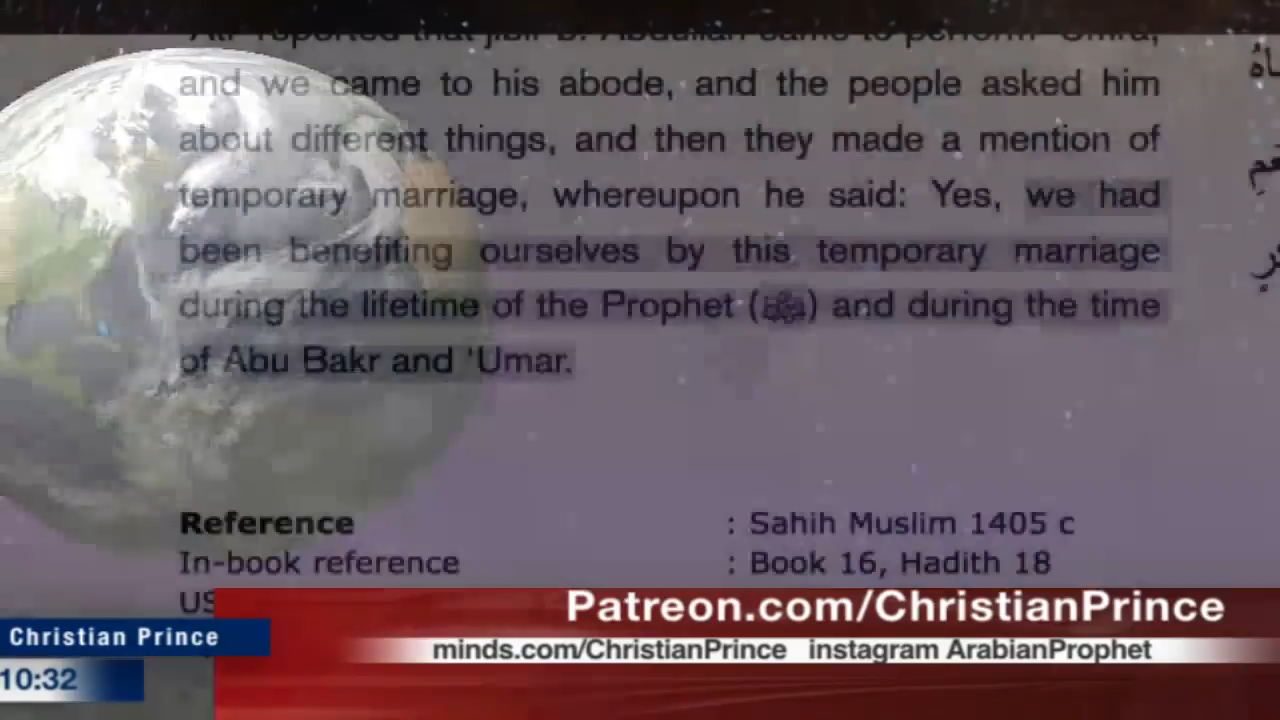 reported that
and we came to his abode, and the people asked him
about different things, and then they made a mention of
temporary marriage, whereupon he said: Yes, we had
been benefiting ourselves by this temporary marriage
during the lifetime of the Prophet (ﷺ) and during the time
of Abu Bakr and 'Umar.
Reference : Sahih Muslim 1405 c
In-book reference : Book 16, Hadith 18
US
Patreon.com/ChristianPrince
Christian Prince
minds.com/ChristianPrince instagram ArabianProphet
10:32